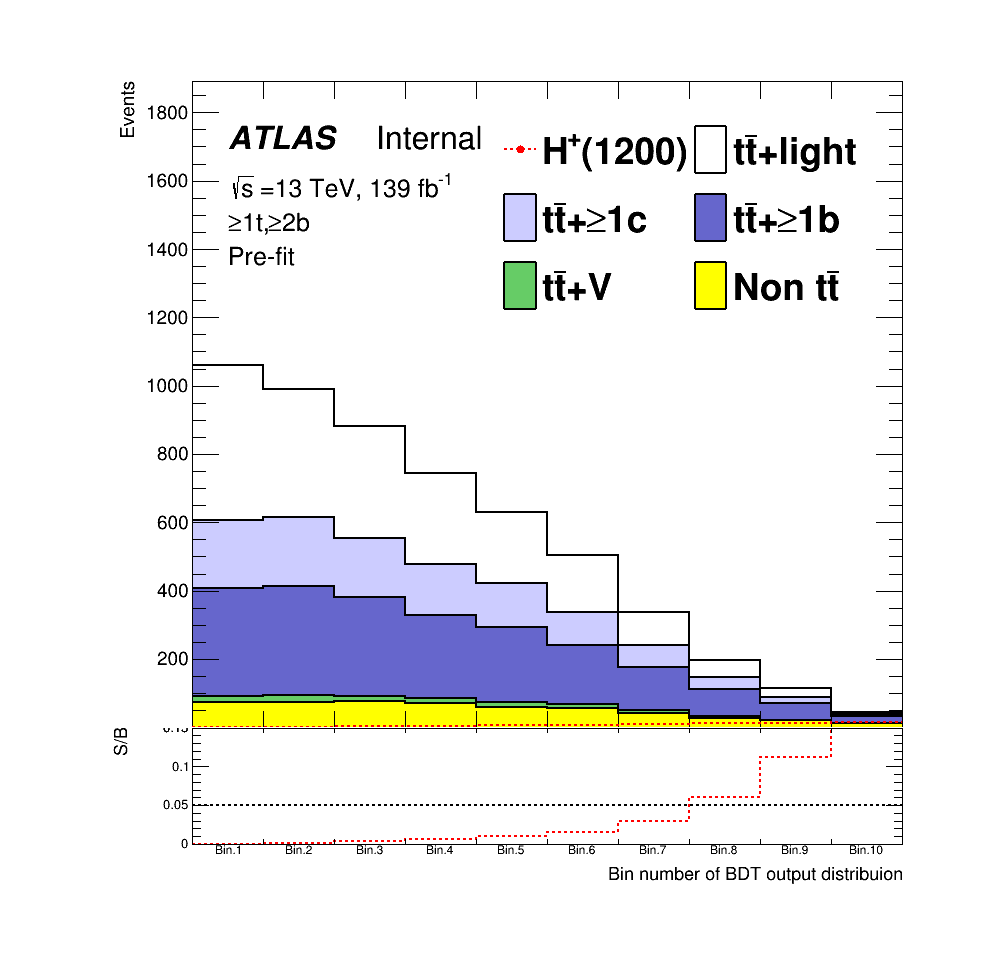 Events
1800
1600
1400
1200
1000
800
600
400
200
ATLAS Internal
√s =13 TeV, 139 fb⁻¹
≥1t,≥2b
Pre-fit
H⁺(1200)
tt̄+light
tt̄+≥1c
tt̄+≥1b
tt̄+V
Non tt̄
S/B
0.15
0.1
0.05
0
Bin.1 Bin.2 Bin.3 Bin.4 Bin.5 Bin.6 Bin.7 Bin.8 Bin.9 Bin.10
Bin number of BDT output distribuion